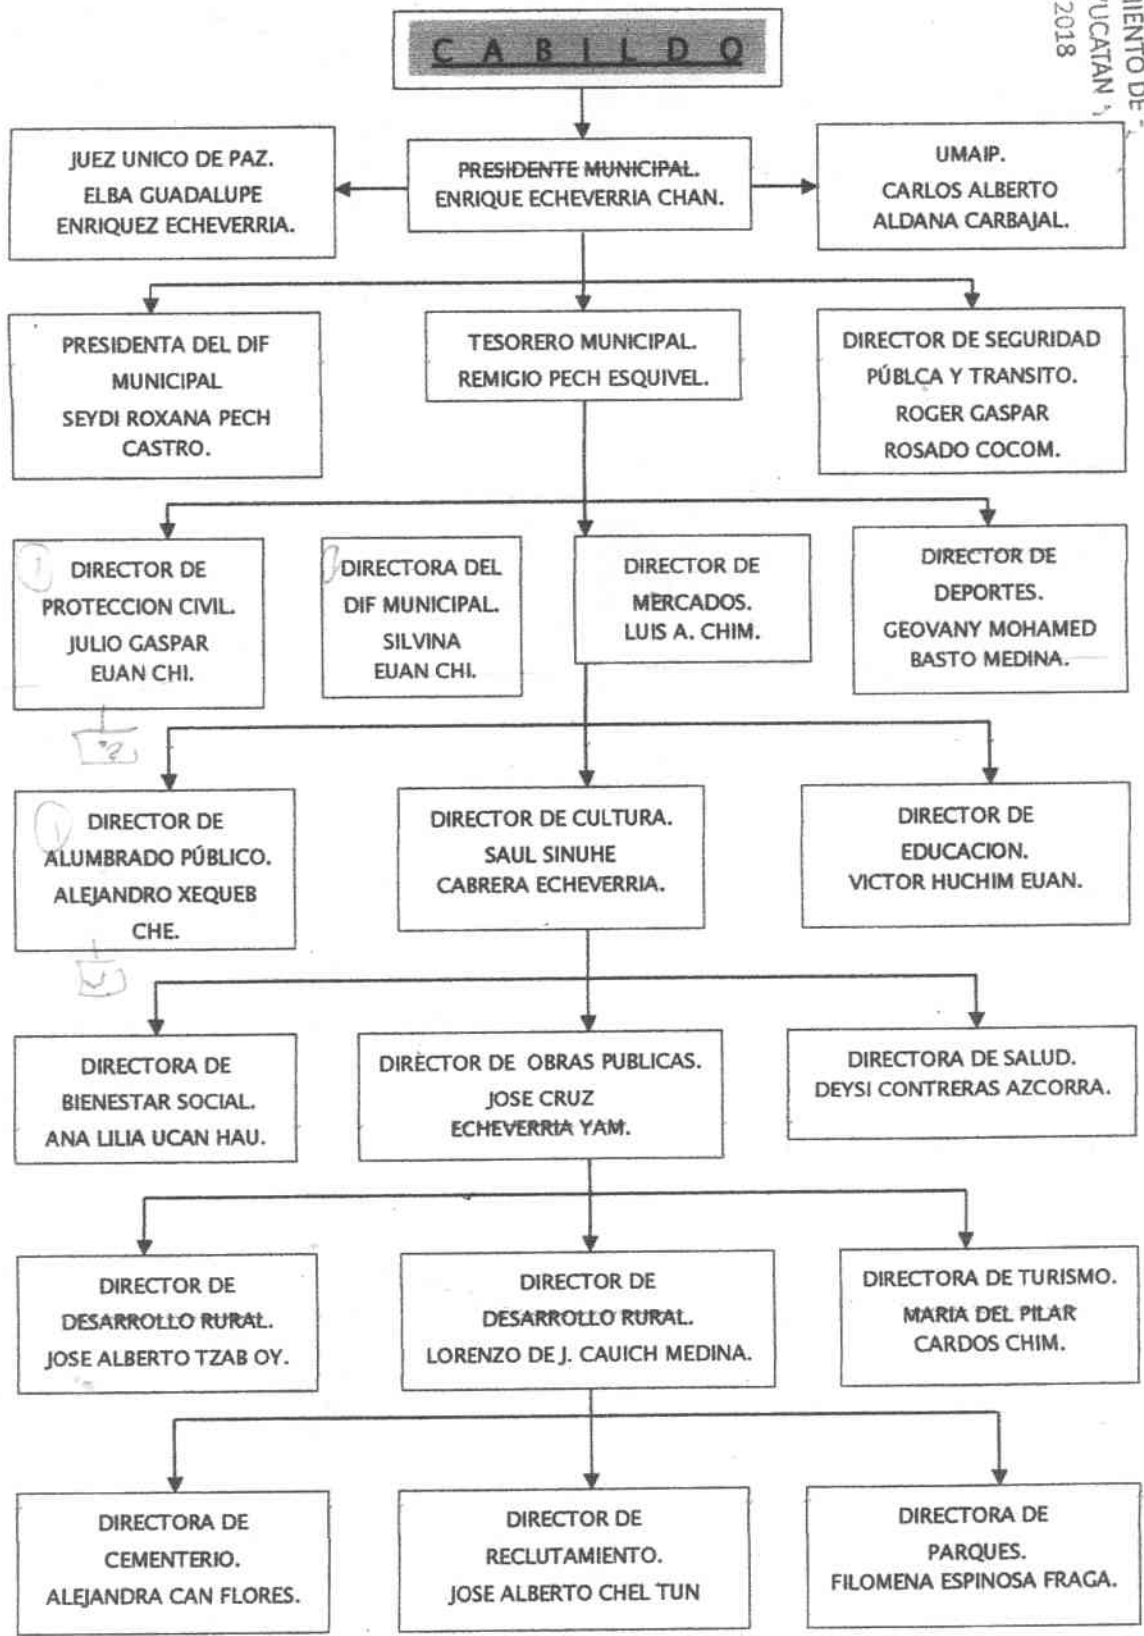 MIENTO DE
YUCATAN
2018
C A B I L D O
JUEZ UNICO DE PAZ.
ELBA GUADALUPE
ENRIQUEZ ECHEVERRIA.
PRESIDENTE MUNICIPAL.
ENRIQUE ECHEVERRIA CHAN.
UMAIP.
CARLOS ALBERTO
ALDANA CARBAJAL.
PRESIDENTA DEL DIF
MUNICIPAL
SEYDI ROXANA PECH
CASTRO.
TESORERO MUNICIPAL.
REMIGIO PECH ESQUIVEL.
DIRECTOR DE SEGURIDAD
PÚBLCA Y TRANSITO.
ROGER GASPAR
ROSADO COCOM.
1
DIRECTOR DE
PROTECCION CIVIL.
JULIO GASPAR
EUAN CHI.
DIRECTORA DEL
DIF MUNICIPAL.
SILVINA
EUAN CHI.
DIRECTOR DE
MERCADOS.
LUIS A. CHIM.
DIRECTOR DE
DEPORTES.
GEOVANY MOHAMED
BASTO MEDINA.
1
DIRECTOR DE
ALUMBRADO PÚBLICO.
ALEJANDRO XEQUEB
CHE.
DIRECTOR DE CULTURA.
SAUL SINUHE
CABRERA ECHEVERRIA.
DIRECTOR DE
EDUCACION.
VICTOR HUCHIM EUAN.
DIRECTORA DE
BIENESTAR SOCIAL.
ANA LILIA UCAN HAU.
DIRECTOR DE OBRAS PUBLICAS.
JOSE CRUZ
ECHEVERRIA YAM.
DIRECTORA DE SALUD.
DEYSI CONTRERAS AZCORRA.
DIRECTOR DE
DESARROLLO RURAL.
JOSE ALBERTO TZAB OY.
DIRECTOR DE
DESARROLLO RURAL.
LORENZO DE J. CAUICH MEDINA.
DIRECTORA DE TURISMO.
MARIA DEL PILAR
CARDOS CHIM.
DIRECTORA DE
CEMENTERIO.
ALEJANDRA CAN FLORES.
DIRECTOR DE
RECLUTAMIENTO.
JOSE ALBERTO CHEL TUN
DIRECTORA DE
PARQUES.
FILOMENA ESPINOSA FRAGA.